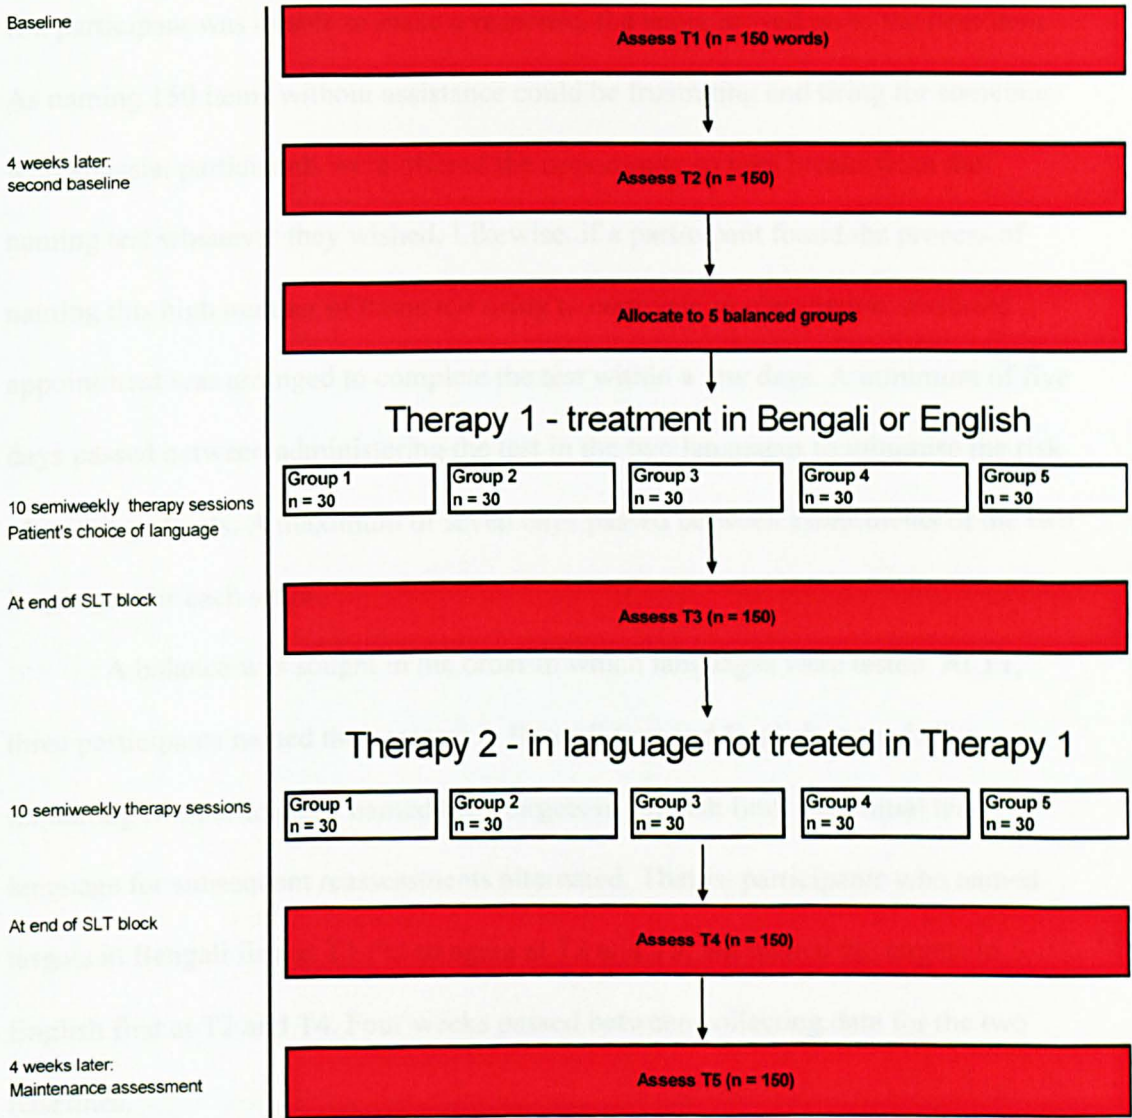 Baseline
Assess T1 (n = 150 words)
4 weeks later:
second baseline
Assess T2 (n = 150)
Allocate to 5 balanced groups
Therapy 1 - treatment in Bengali or English
Group 1
n = 30
Group 2
n = 30
Group 3
n = 30
Group 4
n = 30
Group 5
n = 30
10 semiweekly therapy sessions
Patient's choice of language
At end of SLT block
Assess T3 (n = 150)
Therapy 2 - in language not treated in Therapy 1
10 semiweekly therapy sessions
Group 1
n = 30
Group 2
n = 30
Group 3
n = 30
Group 4
n = 30
Group 5
n = 30
At end of SLT block
Assess T4 (n = 150)
4 weeks later:
Maintenance assessment
Assess T5 (n = 150)